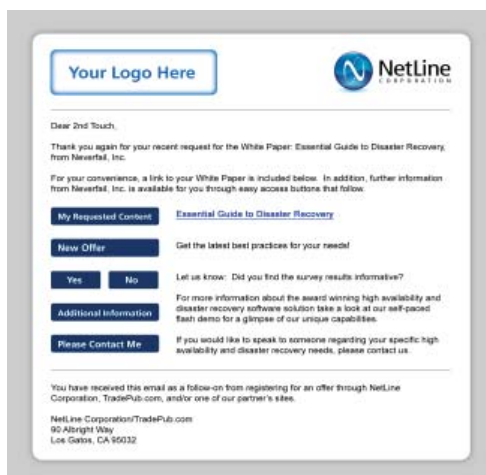 Your Logo Here
NetLine
CORPORATION
Dear 2nd Touch,
Thank you again for your recent request for the White Paper: Essential Guide to Disaster Recovery,
from Neverfail, Inc.
For your convenience, a link to your White Paper is included below. In addition, further information
from Neverfail, Inc. is available for you through easy access buttons that follow.
My Requested Content
Essential Guide to Disaster Recovery
New Offer
Get the latest best practices for your needs!
Yes No
Let us know: Did you find the survey results informative?
Additional Information
For more information about the award winning high availability and
disaster recovery software solution take a look at our self-paced
flash demo for a glimpse of our unique capabilities.
Please Contact Me
If you would like to speak to someone regarding your specific high
availability and disaster recovery needs, please contact us.
You have received this email as a follow-on from registering for an offer through NetLine
Corporation, TradePub.com, and/or one of our partner's sites.
NetLine Corporation/TradePub.com
90 Albright Way
Los Gatos, CA 95032